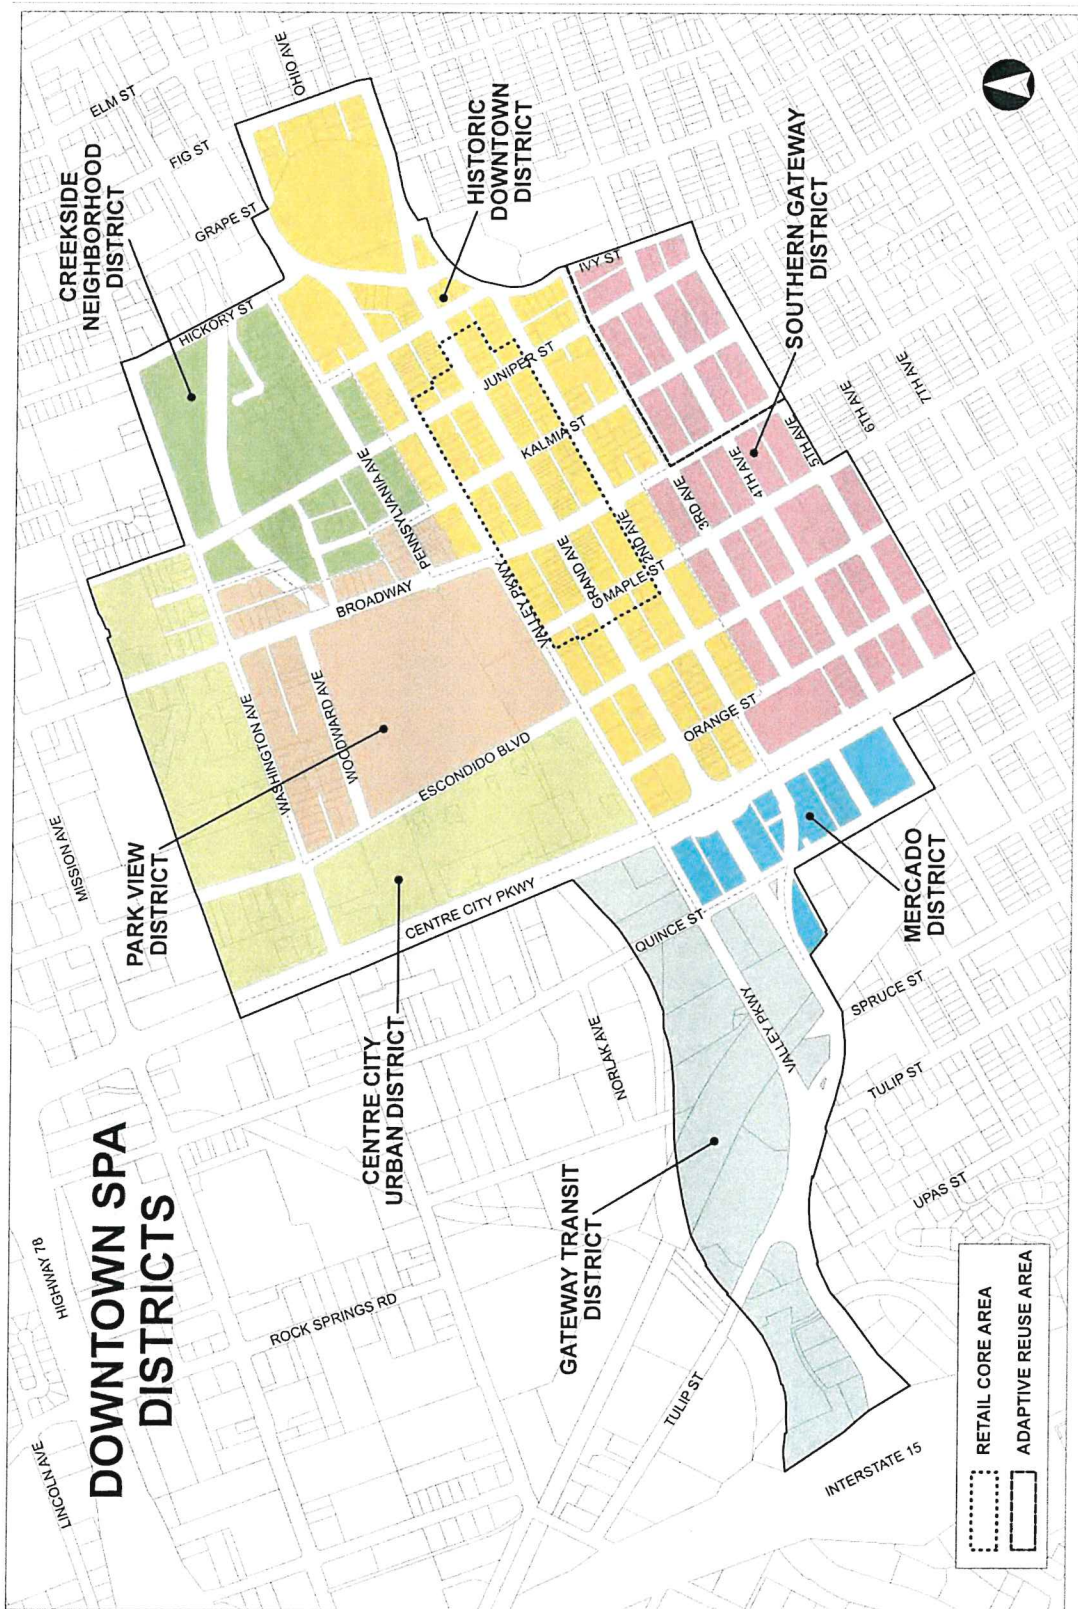 DOWNTOWN SPA
DISTRICTS
LINCOLN AVE
HIGHWAY 78
ROCK SPRINGS RD
MISSION AVE
PARK VIEW
DISTRICT
CREEKSIDE
NEIGHBORHOOD
DISTRICT
ELM ST
FIG ST
GRAPE ST
OHIO AVE
HICKORY ST
HISTORIC
DOWNTOWN
DISTRICT
CENTRE CITY
URBAN DISTRICT
CENTRE CITY PKWY
WASHINGTON AVE
WOODWARD AVE
BROADWAY
PENNSYLVANIA AVE
ESCONDIDO BLVD
VALLEY PKWY
GRAND AVE
2ND AVE
MAPLE ST
KALMIA ST
JUNIPER ST
IVY ST
ORANGE ST
3RD AVE
4TH AVE
5TH AVE
6TH AVE
7TH AVE
SOUTHERN GATEWAY
DISTRICT
GATEWAY TRANSIT
DISTRICT
NORLAK AVE
QUINCE ST
VALLEY PKWY
MERCADO
DISTRICT
SPRUCE ST
TULIP ST
UPAS ST
TULIP ST
INTERSTATE 15
RETAIL CORE AREA
ADAPTIVE REUSE AREA